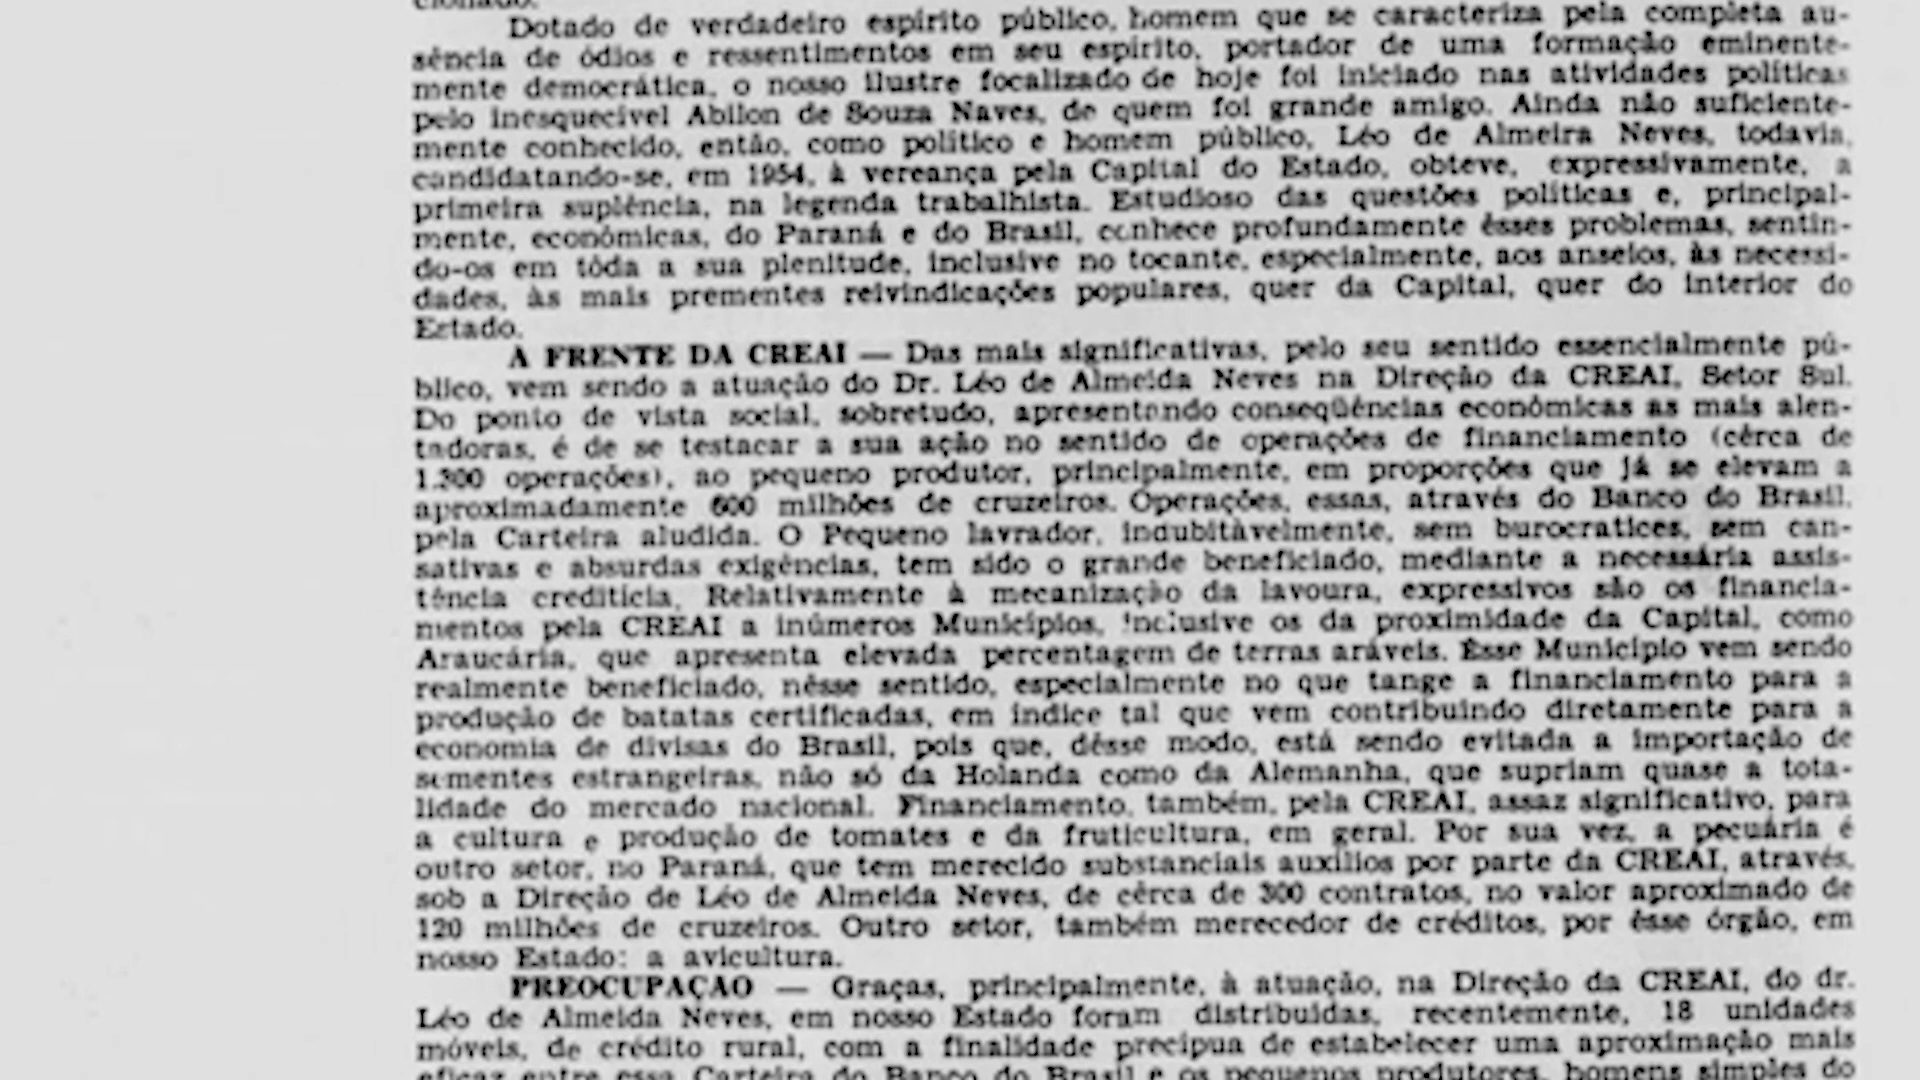 cionado.
Dotado de verdadeiro espírito público, homem que se caracteriza pela completa au-
sência de ódios e ressentimentos em seu espírito, portador de uma formação eminente-
mente democrática, o nosso ilustre focalizado de hoje foi iniciado nas atividades políticas
pelo inesquecível Abilon de Souza Naves, de quem foi grande amigo. Ainda não suficiente-
mente conhecido, então, como político e homem público, Léo de Almeira Neves, todavia,
candidatando-se, em 1954, à vereança pela Capital do Estado, obteve, expressivamente, a
primeira suplência, na legenda trabalhista. Estudioso das questões políticas e, principal-
mente, econômicas, do Paraná e do Brasil, conhece profundamente êsses problemas, sentin-
do-os em tôda a sua plenitude, inclusive no tocante, especialmente, aos anseios, às necessi-
dades, às mais prementes reivindicações populares, quer da Capital, quer do interior do
Estado.
A FRENTE DA CREAI — Das mais significativas, pelo seu sentido essencialmente pú-
blico, vem sendo a atuação do Dr. Léo de Almeida Neves na Direção da CREAI, Setor Sul.
Do ponto de vista social, sobretudo, apresentando conseqüências econômicas as mais alen-
tadoras, é de se testacar a sua ação no sentido de operações de financiamento (cêrca de
1.300 operações), ao pequeno produtor, principalmente, em proporções que já se elevam a
aproximadamente 600 milhões de cruzeiros. Operações, essas, através do Banco do Brasil,
pela Carteira aludida. O Pequeno lavrador, indubitàvelmente, sem burocratices, sem can-
sativas e absurdas exigências, tem sido o grande beneficiado, mediante a necessária assis-
tência creditícia. Relativamente à mecanização da lavoura, expressivos são os financia-
mentos pela CREAI a inúmeros Municípios, inclusive os da proximidade da Capital, como
Araucária, que apresenta elevada percentagem de terras aráveis. Êsse Município vem sendo
realmente beneficiado, nêsse sentido, especialmente no que tange a financiamento para a
produção de batatas certificadas, em índice tal que vem contribuindo diretamente para a
economia de divisas do Brasil, pois que, dêsse modo, está sendo evitada a importação de
sementes estrangeiras, não só da Holanda como da Alemanha, que supriam quase a tota-
lidade do mercado nacional. Financiamento, também, pela CREAI, assaz significativo, para
a cultura e produção de tomates e da fruticultura, em geral. Por sua vez, a pecuária é
outro setor, no Paraná, que tem merecido substanciais auxílios por parte da CREAI, através,
sob a Direção de Léo de Almeida Neves, de cêrca de 300 contratos, no valor aproximado de
120 milhões de cruzeiros. Outro setor, também merecedor de créditos, por êsse órgão, em
nosso Estado: a avicultura.
PREOCUPAÇAO — Graças, principalmente, à atuação, na Direção da CREAI, do dr.
Léo de Almeida Neves, em nosso Estado foram distribuidas, recentemente, 18 unidades
móveis, de crédito rural, com a finalidade precípua de estabelecer uma aproximação mais
eficaz entre essa Carteira do Banco do Brasil e os pequenos produtores, homens simples do